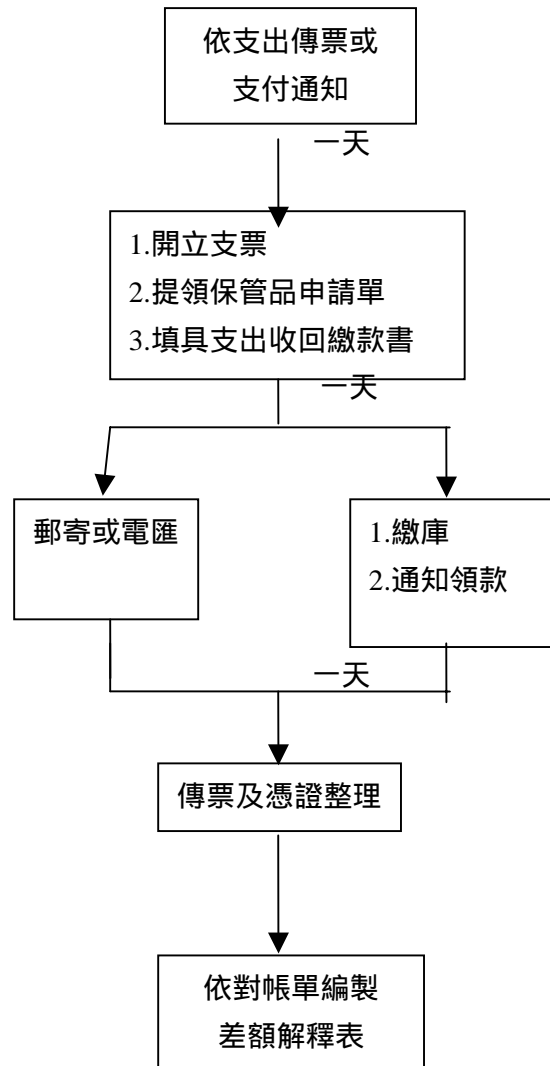 依支出傳票或
支付通知
一天
1.開立支票
2.提領保管品申請單
3.填具支出收回繳款書
一天
郵寄或電匯
1.繳庫
2.通知領款
一天
傳票及憑證整理
依對帳單編製
差額解釋表